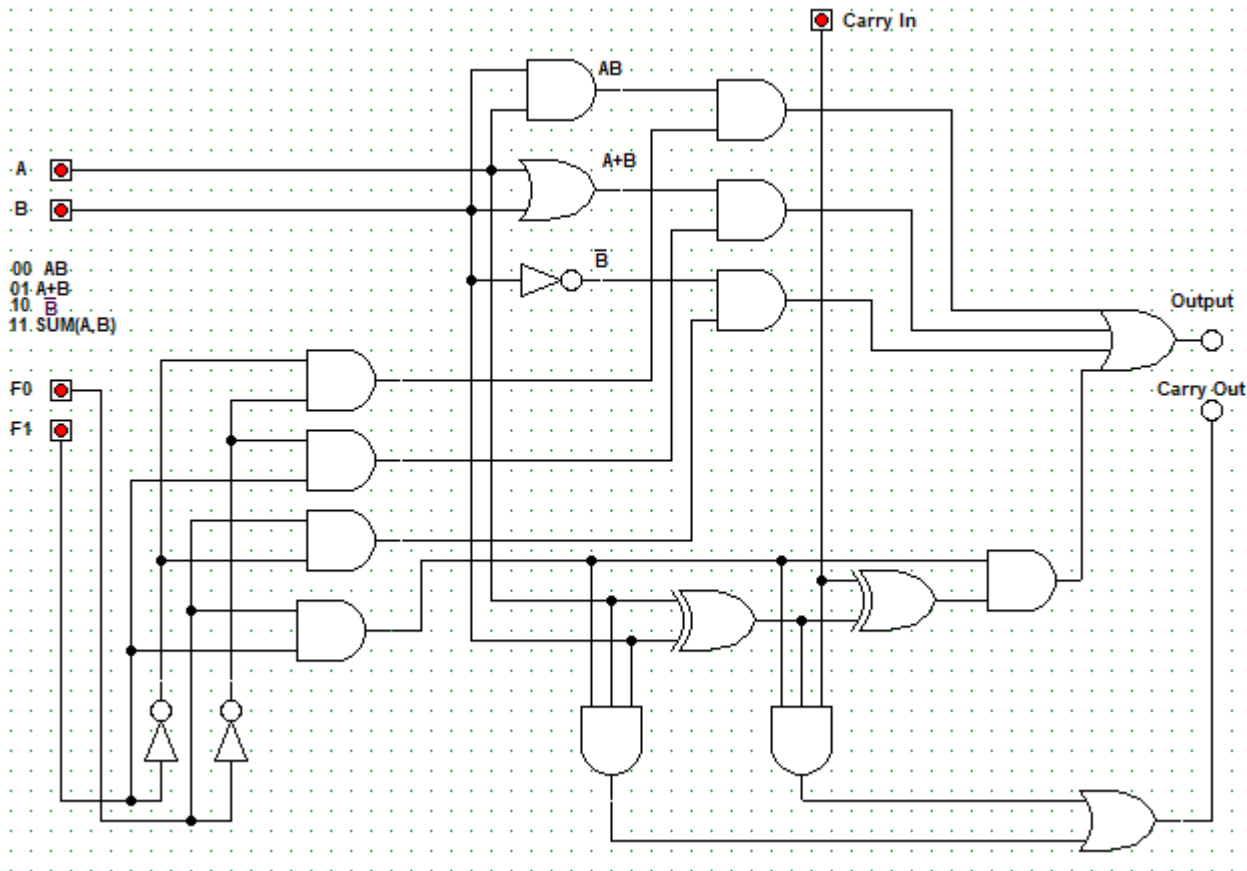 Carry In
AB
A
A+B
B
B̅
00 AB
01 A+B
10 B̅
11 SUM(A,B)
Output
F0
Carry Out
F1